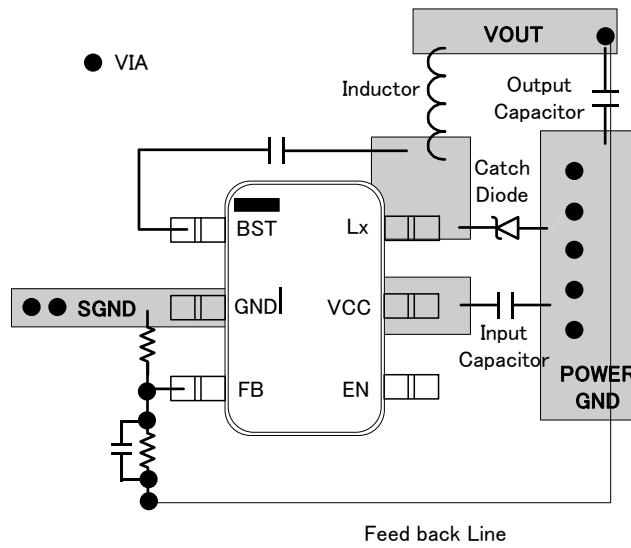 VOUT
VIA
Inductor
Output
Capacitor
Catch
Diode
BST
Lx
SGND
GND
VCC
Input
Capacitor
FB
EN
POWER
GND
Feed back Line